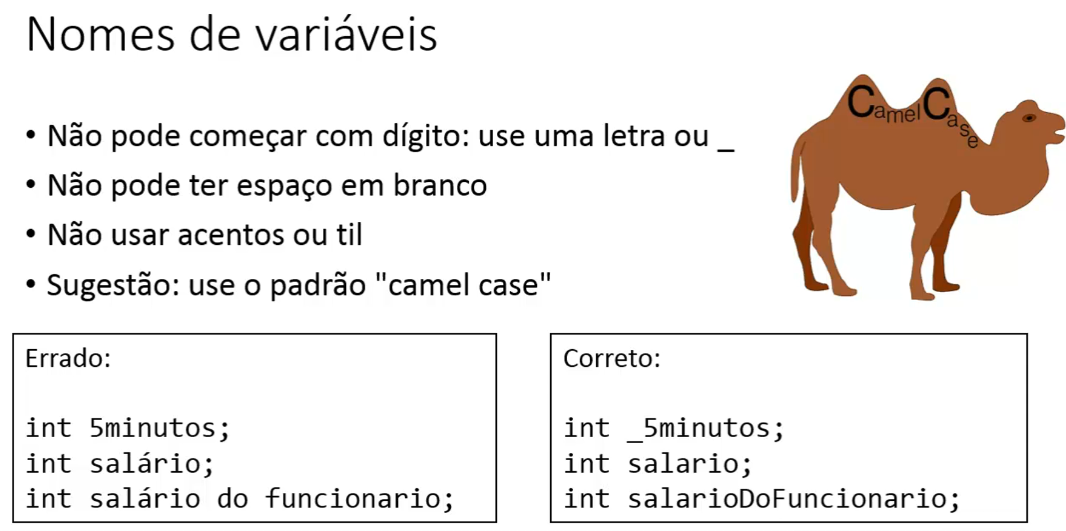 Nomes de variáveis
CamelCase
• Não pode começar com dígito: use uma letra ou _
• Não pode ter espaço em branco
• Não usar acentos ou til
• Sugestão: use o padrão "camel case"
Errado:
int 5minutos;
int salário;
int salário do funcionario;
Correto:
int _5minutos;
int salario;
int salarioDoFuncionario;